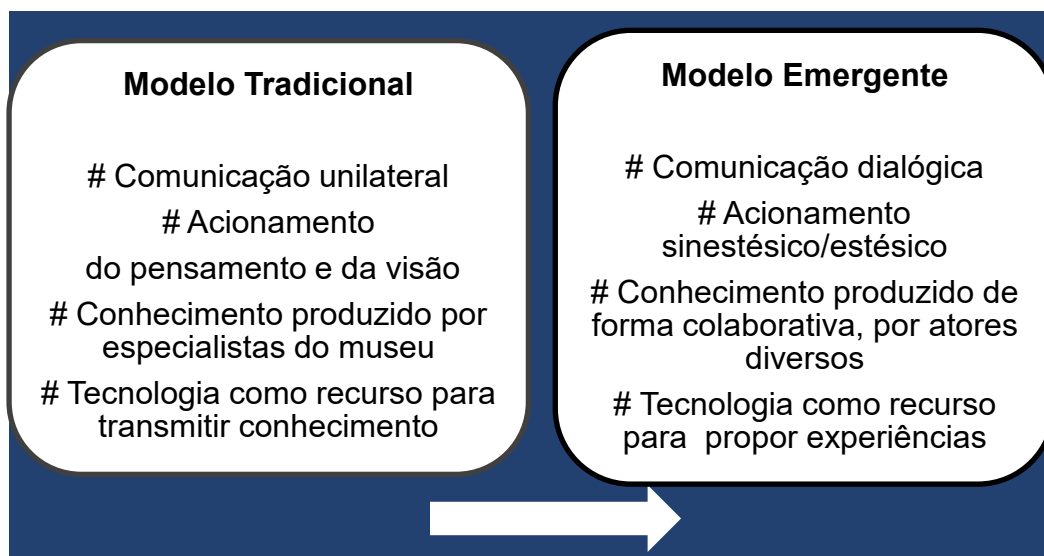 Modelo Tradicional
# Comunicação unilateral
# Acionamento
do pensamento e da visão
# Conhecimento produzido por
especialistas do museu
# Tecnologia como recurso para
transmitir conhecimento
Modelo Emergente
# Comunicação dialógica
# Acionamento
sinestésico/estésico
# Conhecimento produzido de
forma colaborativa, por atores
diversos
# Tecnologia como recurso
para propor experiências